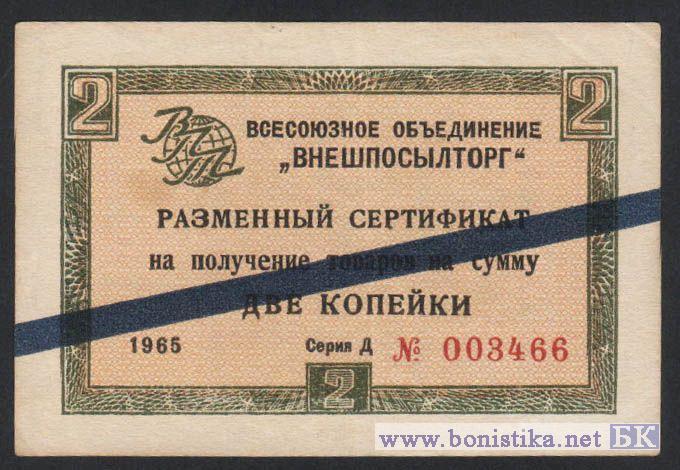 2 2
ВПТ
ВСЕСОЮЗНОЕ ОБЪЕДИНЕНИЕ
„ВНЕШПОСЫЛТОРГ“
РАЗМЕННЫЙ СЕРТИФИКАТ
на получение товаров на сумму
ДВЕ КОПЕЙКИ
1965 Серия Д № 003466
2
www.bonistika.net БК